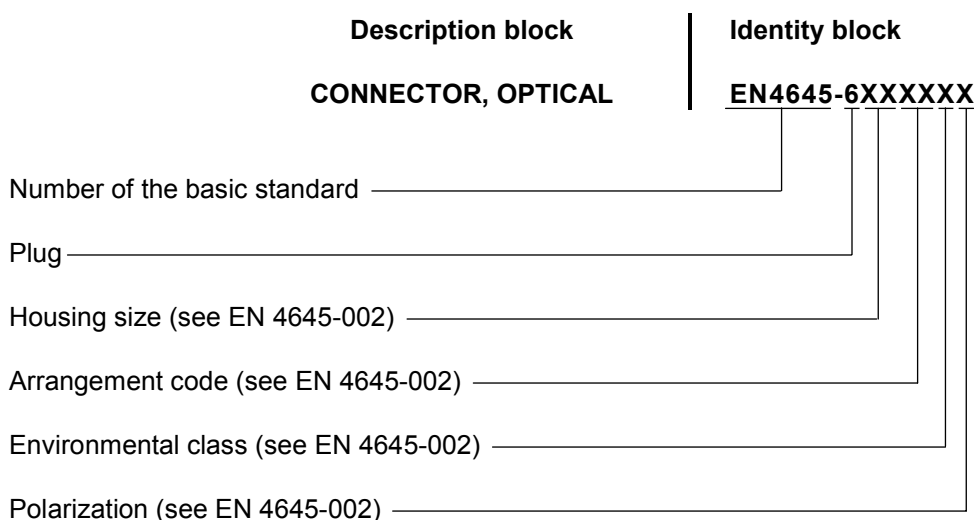 Description block Identity block
CONNECTOR, OPTICAL EN4645-6XXXXXX
Number of the basic standard
Plug
Housing size (see EN 4645-002)
Arrangement code (see EN 4645-002)
Environmental class (see EN 4645-002)
Polarization (see EN 4645-002)